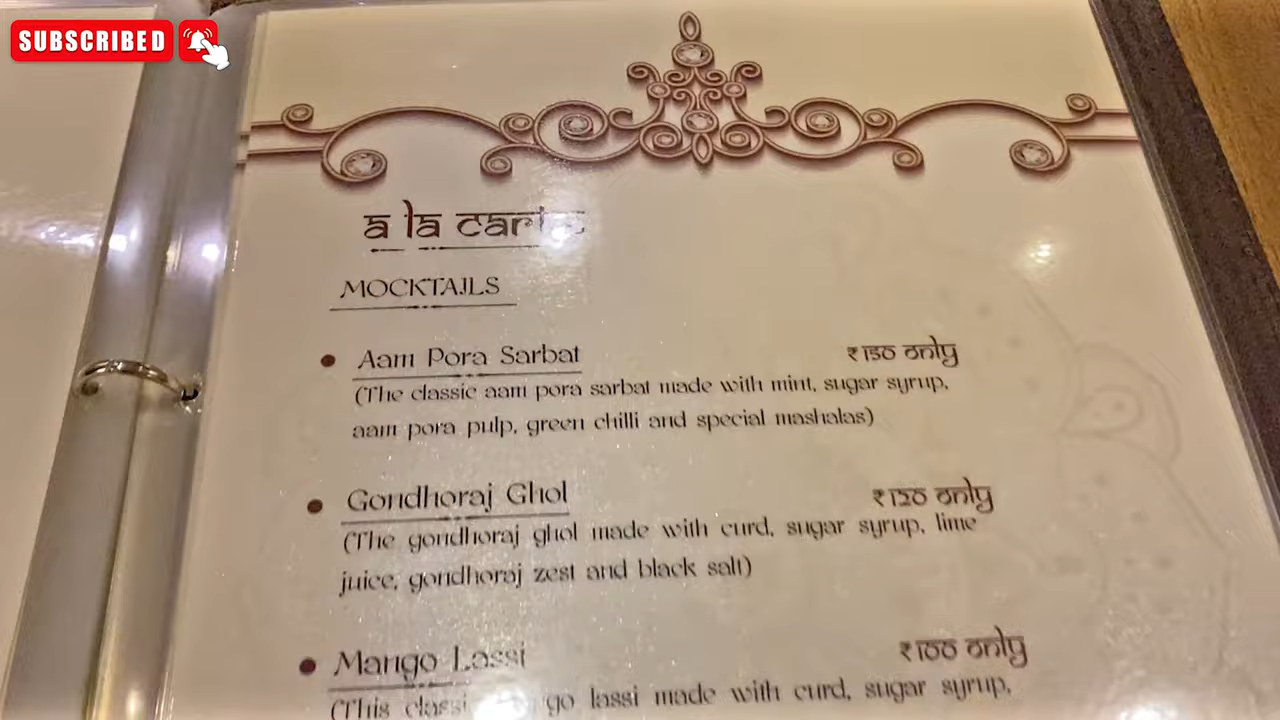 SUBSCRIBED
a la carte
MOCKTAILS
Aam Pora Sarbat ₹150 only
(The classic aam pora sarbat made with mint, sugar syrup,
aam pora pulp, green chilli and special mashalas)
Gondhoraj Ghol ₹120 only
(The gondhoraj ghol made with curd, sugar syrup, lime
juice, gondhoraj zest and black salt)
Mango Lassi ₹100 only
(This lassi made with curd, sugar syrup,